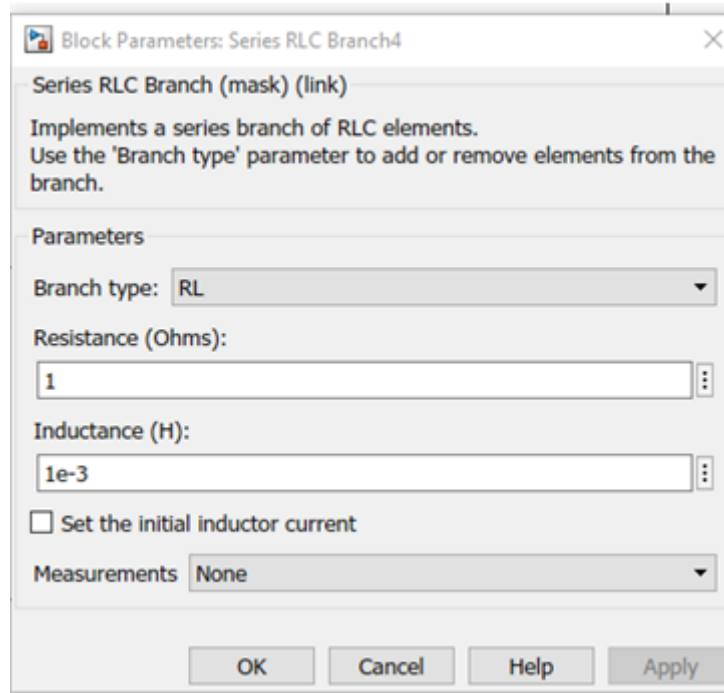 Block Parameters: Series RLC Branch4
Series RLC Branch (mask) (link)
Implements a series branch of RLC elements.
Use the 'Branch type' parameter to add or remove elements from the
branch.
Parameters
Branch type: RL
Resistance (Ohms):
1
Inductance (H):
1e-3
Set the initial inductor current
Measurements None
OK Cancel Help Apply